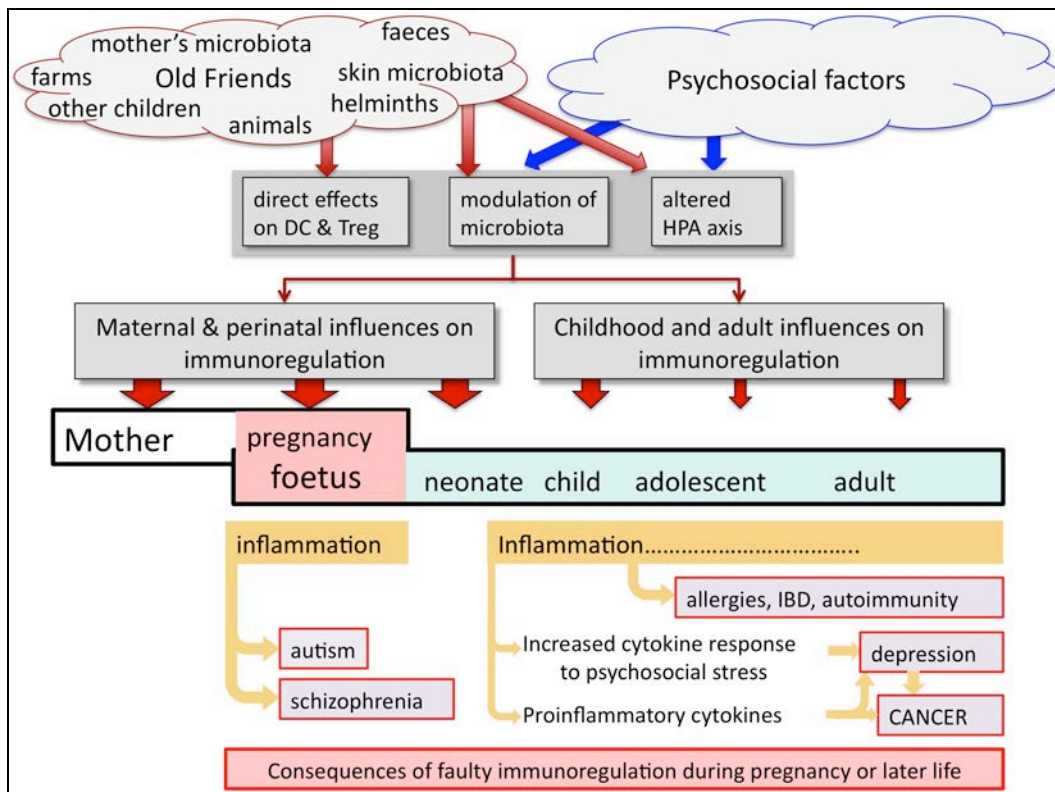 mother's microbiota
faeces
farms
Old Friends
skin microbiota
other children
helminths
animals
Psychosocial factors
direct effects
on DC & Treg
modulation of
microbiota
altered
HPA axis
Maternal & perinatal influences on
immunoregulation
Childhood and adult influences on
immunoregulation
Mother
pregnancy
foetus
neonate
child
adolescent
adult
inflammation
Inflammation…………………………..
allergies, IBD, autoimmunity
autism
schizophrenia
Increased cytokine response
to psychosocial stress
depression
Proinflammatory cytokines
CANCER
Consequences of faulty immunoregulation during pregnancy or later life